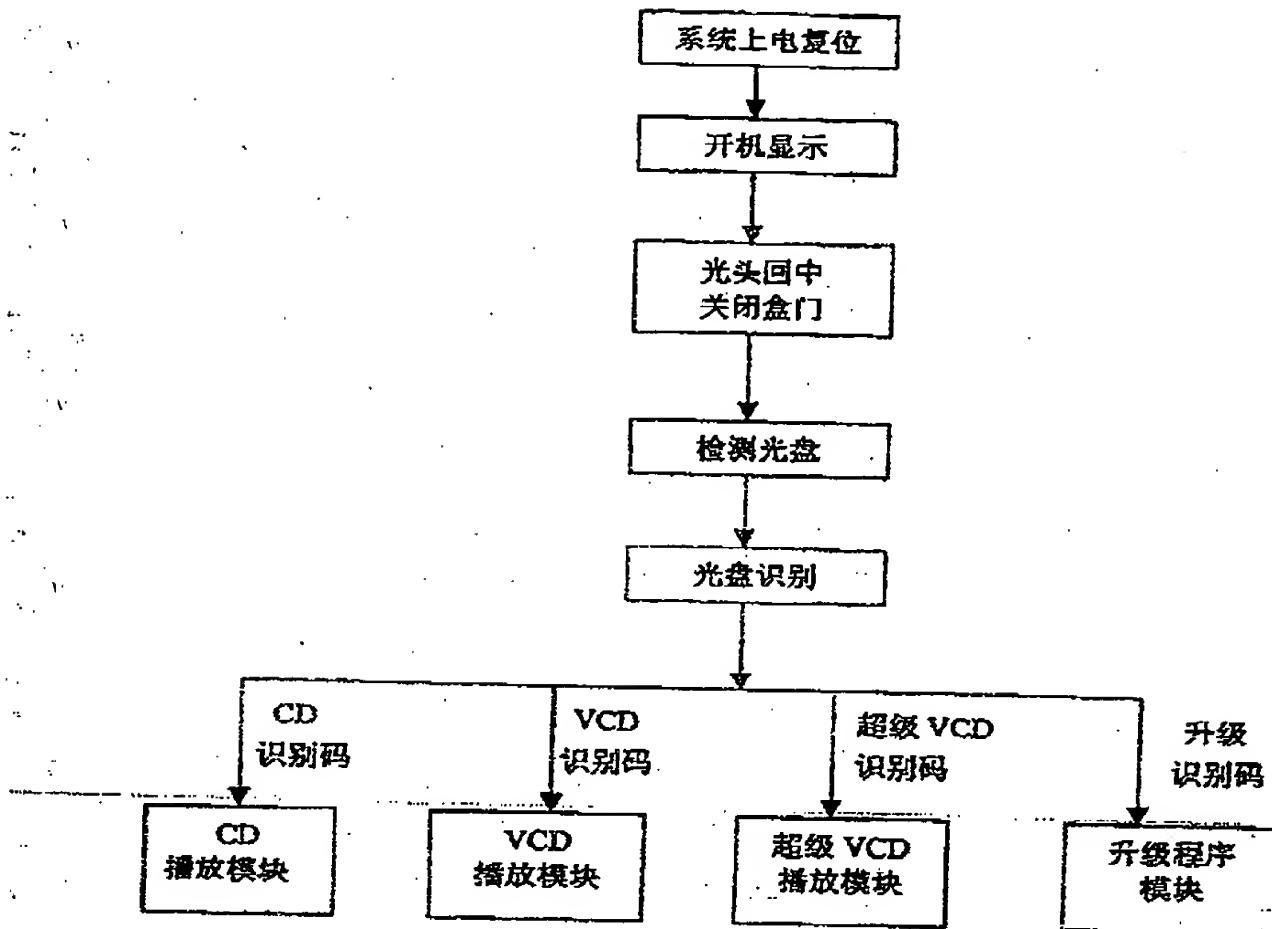 系统上电复位
开机显示
光头回中
关闭盒门
检测光盘
光盘识别
CD
识别码
VCD
识别码
超级 VCD
识别码
升级
识别码
CD
播放模块
VCD
播放模块
超级 VCD
播放模块
升级程序
模块